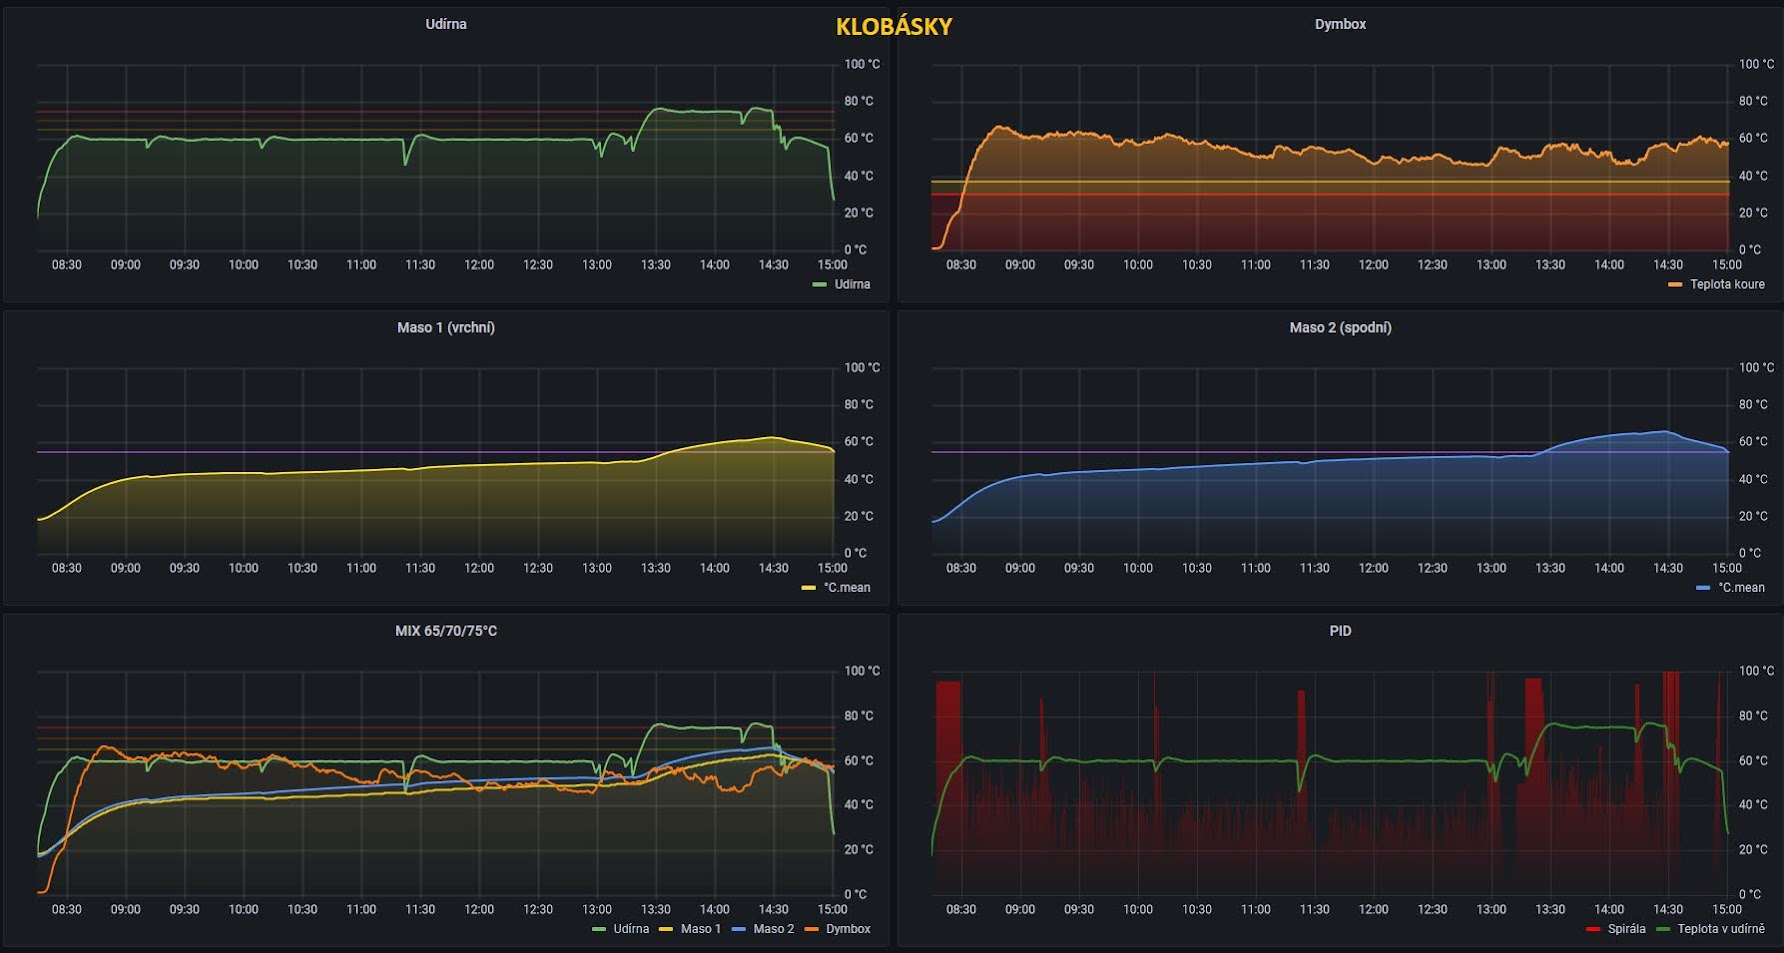 KLOBÁSKY
Udírna
100 °C
80 °C
60 °C
40 °C
20 °C
0 °C
08:30 09:00 09:30 10:00 10:30 11:00 11:30 12:00 12:30 13:00 13:30 14:00 14:30 15:00
Udírna
Dymbox
100 °C
80 °C
60 °C
40 °C
20 °C
0 °C
08:30 09:00 09:30 10:00 10:30 11:00 11:30 12:00 12:30 13:00 13:30 14:00 14:30 15:00
Teplota koure
Maso 1 (vrchní)
100 °C
80 °C
60 °C
40 °C
20 °C
0 °C
08:30 09:00 09:30 10:00 10:30 11:00 11:30 12:00 12:30 13:00 13:30 14:00 14:30 15:00
°C.mean
Maso 2 (spodní)
100 °C
80 °C
60 °C
40 °C
20 °C
0 °C
08:30 09:00 09:30 10:00 10:30 11:00 11:30 12:00 12:30 13:00 13:30 14:00 14:30 15:00
°C.mean
MIX 65/70/75°C
100 °C
80 °C
60 °C
40 °C
20 °C
0 °C
08:30 09:00 09:30 10:00 10:30 11:00 11:30 12:00 12:30 13:00 13:30 14:00 14:30 15:00
Udírna Maso 1 Maso 2 Dymbox
PID
100 °C
80 °C
60 °C
40 °C
20 °C
0 °C
08:30 09:00 09:30 10:00 10:30 11:00 11:30 12:00 12:30 13:00 13:30 14:00 14:30 15:00
Spirála Teplota v udírně